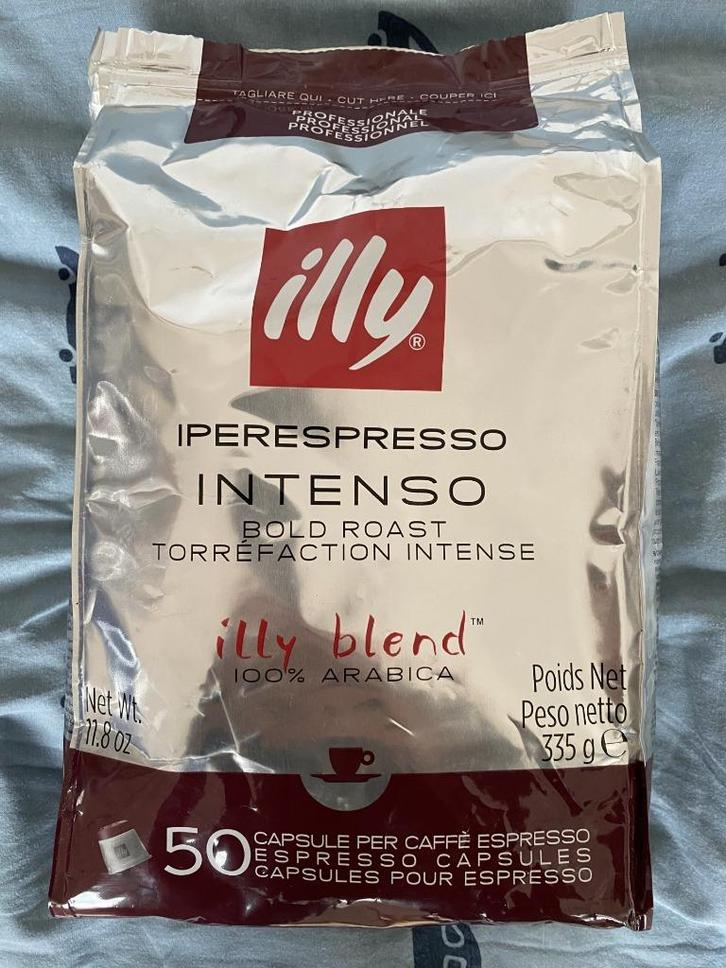 TAGLIARE QUI - CUT HERE - COUPER ICI
PROFESSIONALE
PROFESSIONAL
PROFESSIONNEL
illy®
IPERESPRESSO
INTENSO
BOLD ROAST
TORRÉFACTION INTENSE
illy blend™
100% ARABICA
Net Wt.
11.8 oz
Poids Net
Peso netto
335 g ℮
50
CAPSULE PER CAFFÈ ESPRESSO
ESPRESSO CAPSULES
CAPSULES POUR ESPRESSO